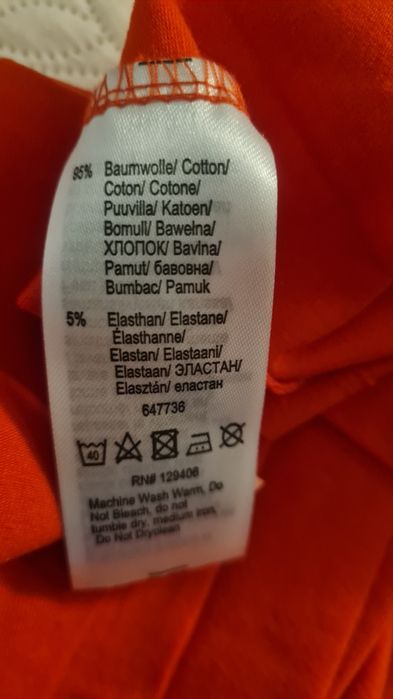 95% Baumwolle/ Cotton/
Coton/ Cotone/
Puuvilla/ Katoen/
Bomull/ Bawełna/
ХЛОПОК/ Bavlna/
Pamut/ бавовна/
Bumbac/ Pamuk
5% Elasthan/ Elastane/
Élasthanne/
Elastan/ Elastaani/
Elastaan/ ЭЛАСТАН/
Elasztán/ еластан
647736
40
RN# 129406
Machine Wash Warm, Do
Not Bleach, do not
tumble dry, medium iron,
Do Not Dryclean